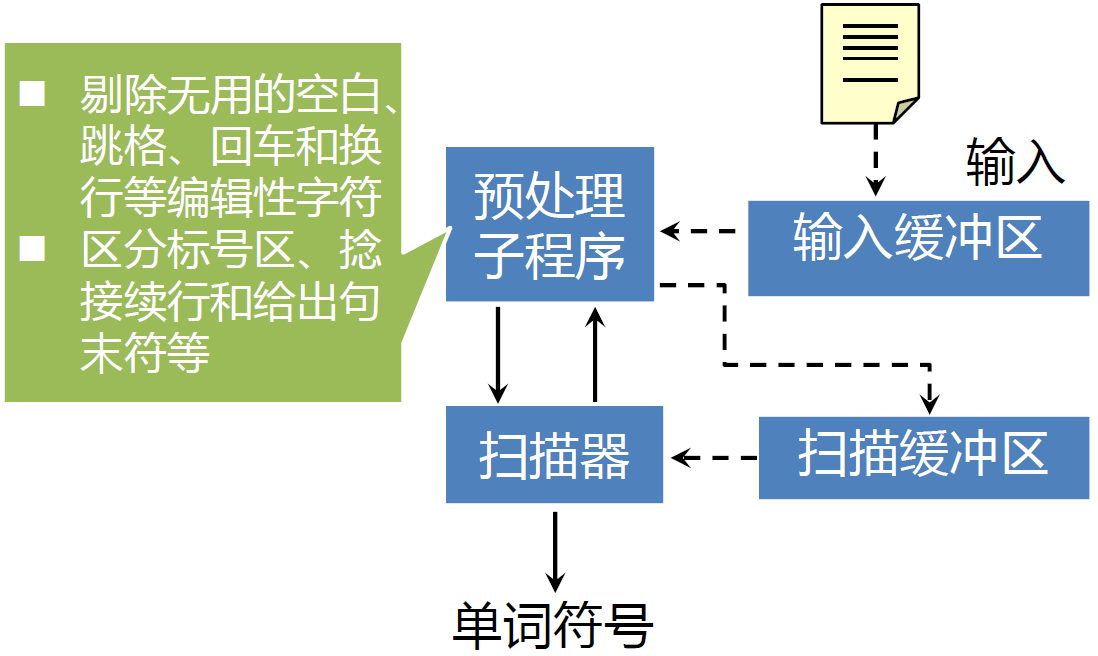 剔除无用的空白、
跳格、回车和换
行等编辑性字符
区分标号区、捻
接续行和给出句
末符等
预处理
子程序
输入
输入缓冲区
扫描器
扫描缓冲区
单词符号